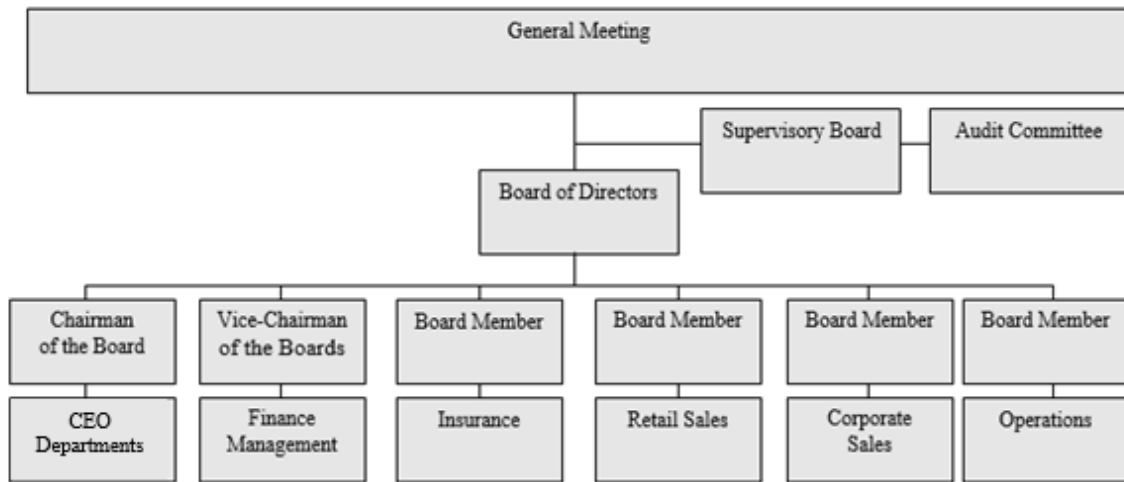 General Meeting
Supervisory Board
Audit Committee
Board of Directors
Chairman
of the Board
Vice-Chairman
of the Boards
Board Member
Board Member
Board Member
Board Member
CEO
Departments
Finance
Management
Insurance
Retail Sales
Corporate
Sales
Operations